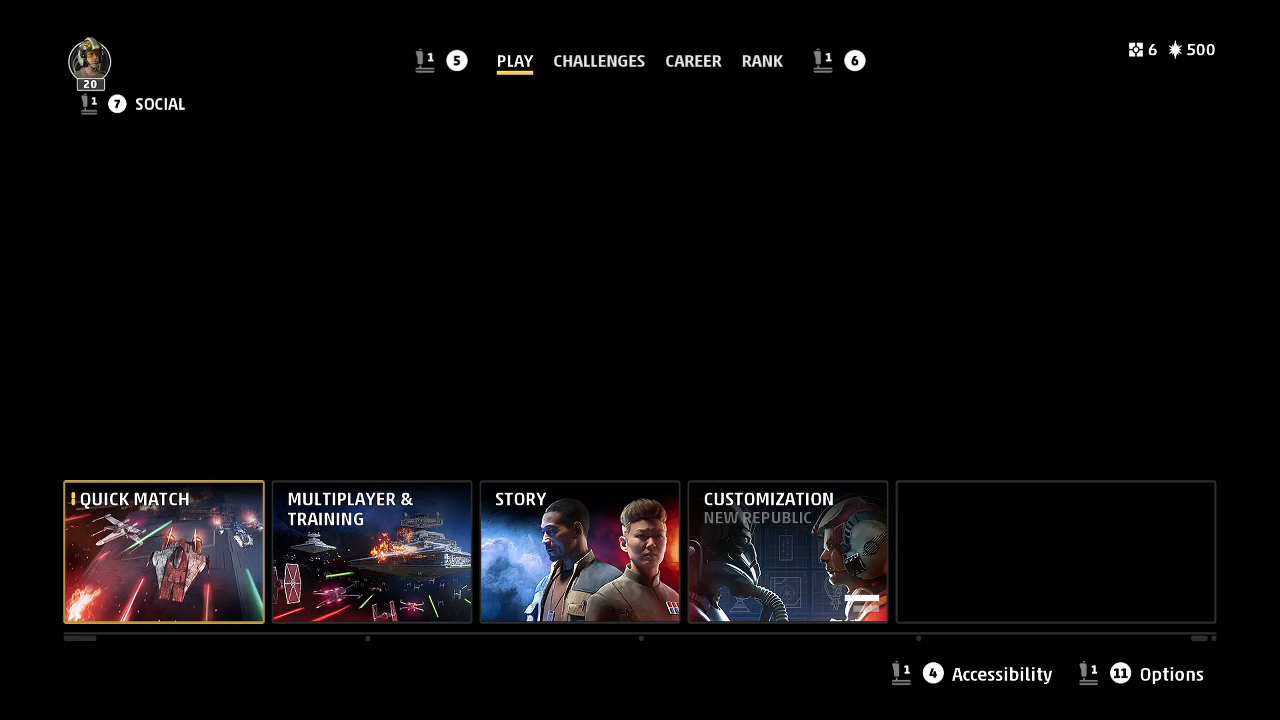 1 5 PLAY CHALLENGES CAREER RANK 1 6
6 500
20
1 7 SOCIAL
QUICK MATCH
MULTIPLAYER &
TRAINING
STORY
CUSTOMIZATION
NEW REPUBLIC
1 4 Accessibility 1 11 Options